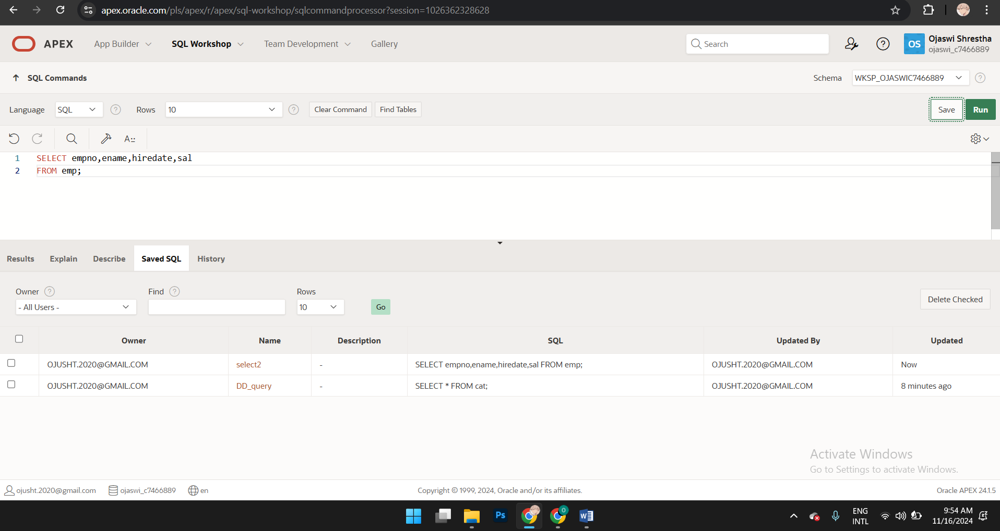 apex.oracle.com/pls/apex/r/apex/sql-workshop/sqlcommandprocessor?session=1026362328628
APEX App Builder SQL Workshop Team Development Gallery Search OS Ojaswi Shrestha
ojaswi_c7466889
SQL Commands Schema WKSP_OJASWIC7466889
Language SQL Rows 10 Clear Command Find Tables Save Run
A::
1 SELECT empno,ename,hiredate,sal
2 FROM emp;
Results Explain Describe Saved SQL History
Owner Find Rows
- All Users - 10 Go Delete Checked
Owner Name Description SQL Updated By Updated
OJUSHT.2020@GMAIL.COM select2 - SELECT empno,ename,hiredate,sal FROM emp; OJUSHT.2020@GMAIL.COM Now
OJUSHT.2020@GMAIL.COM DD_query - SELECT * FROM cat; OJUSHT.2020@GMAIL.COM 8 minutes ago
Activate Windows
Go to Settings to activate Windows.
ojusht.2020@gmail.com ojaswi_c7466889 en Copyright © 1999, 2024, Oracle and/or its affiliates. Oracle APEX 24.1.5
Ps O W ENG 9:54 AM
INTL 11/16/2024